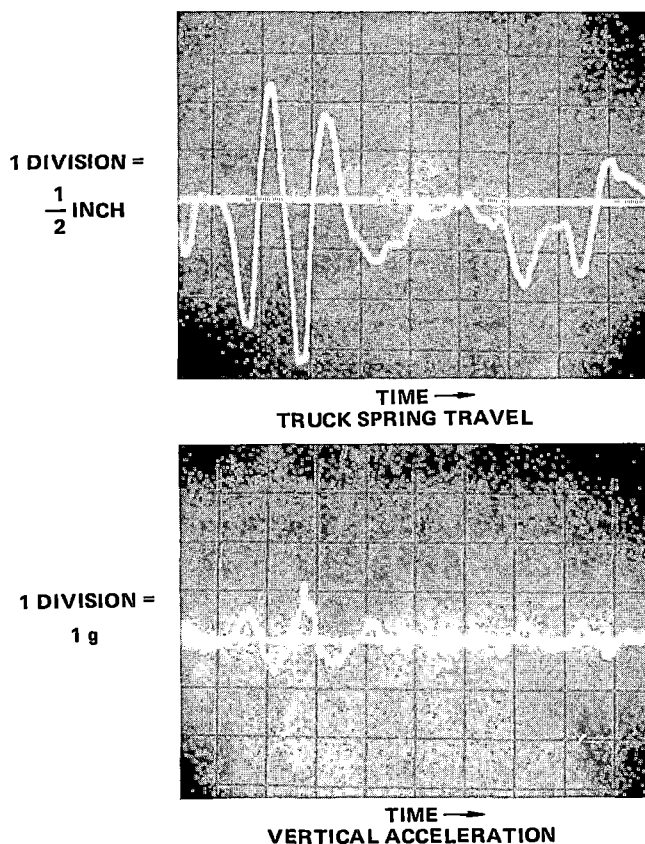 1 DIVISION =
1/2 INCH
TIME →
TRUCK SPRING TRAVEL
1 DIVISION =
1 g
TIME →
VERTICAL ACCELERATION